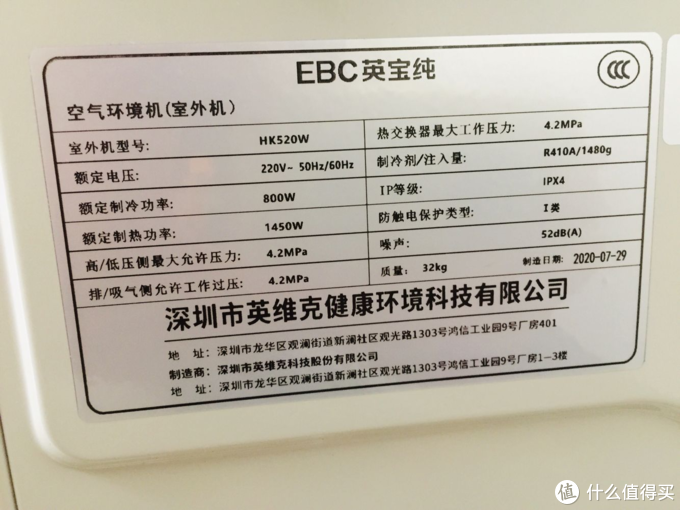 EBC英宝纯
CCC
空气环境机(室外机)
室外机型号: HK520W
额定电压: 220V~ 50Hz/60Hz
额定制冷功率: 800W
额定制热功率: 1450W
高/低压侧最大允许压力: 4.2MPa
排/吸气侧允许工作过压: 4.2MPa
热交换器最大工作压力: 4.2MPa
制冷剂/注入量: R410A/1480g
IP等级: IPX4
防触电保护类型: I类
噪声: 52dB(A)
质量: 32kg 制造日期: 2020-07-29
深圳市英维克健康环境科技有限公司
地 址: 深圳市龙华区观澜街道新澜社区观光路1303号鸿信工业园9号厂房401
制造商: 深圳市英维克科技股份有限公司
地 址: 深圳市龙华区观澜街道新澜社区观光路1303号鸿信工业园9号厂房1-3楼
值 什么值得买